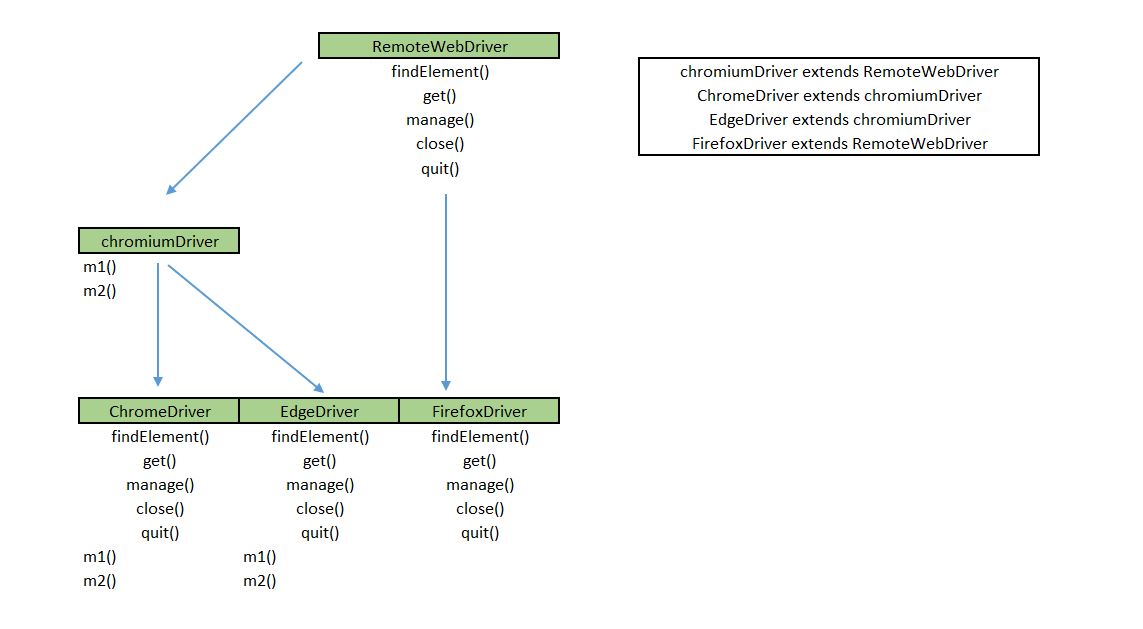 RemoteWebDriver
findElement()
get()
manage()
close()
quit()
chromiumDriver extends RemoteWebDriver
ChromeDriver extends chromiumDriver
EdgeDriver extends chromiumDriver
FirefoxDriver extends RemoteWebDriver
chromiumDriver
m1()
m2()
ChromeDriver EdgeDriver FirefoxDriver
findElement() findElement() findElement()
get() get() get()
manage() manage() manage()
close() close() close()
quit() quit() quit()
m1() m1()
m2() m2()